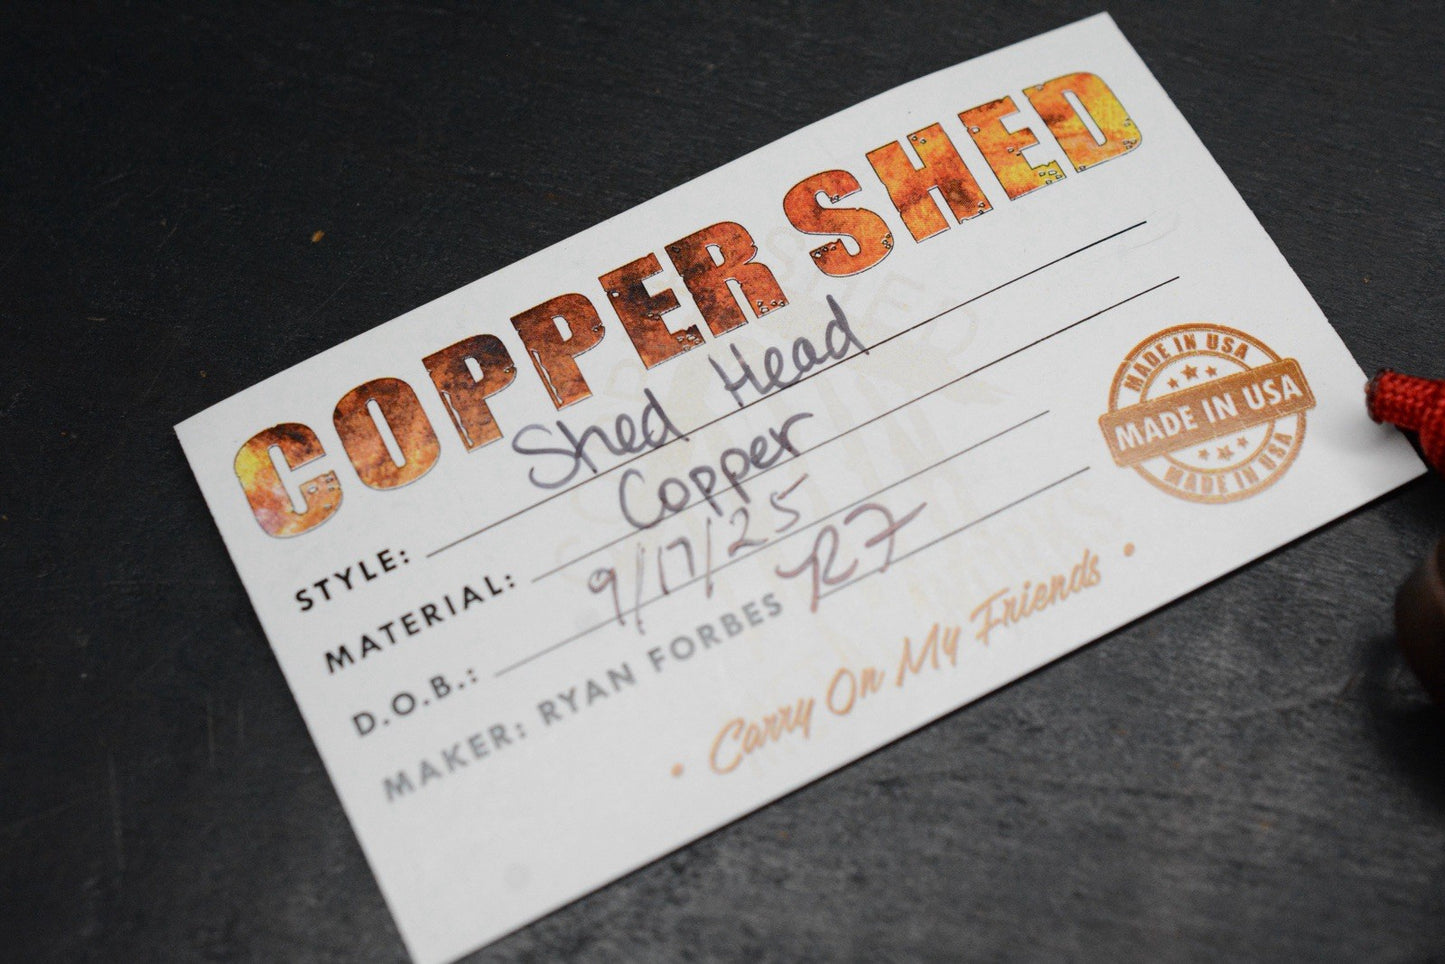 COPPER SHED
STYLE: Shed Head
MATERIAL: Copper
D.O.B.: 9/17/25
MAKER: RYAN FORBES RF
MADE IN USA
MADE IN USA
MADE IN USA
• Carry On My Friends •